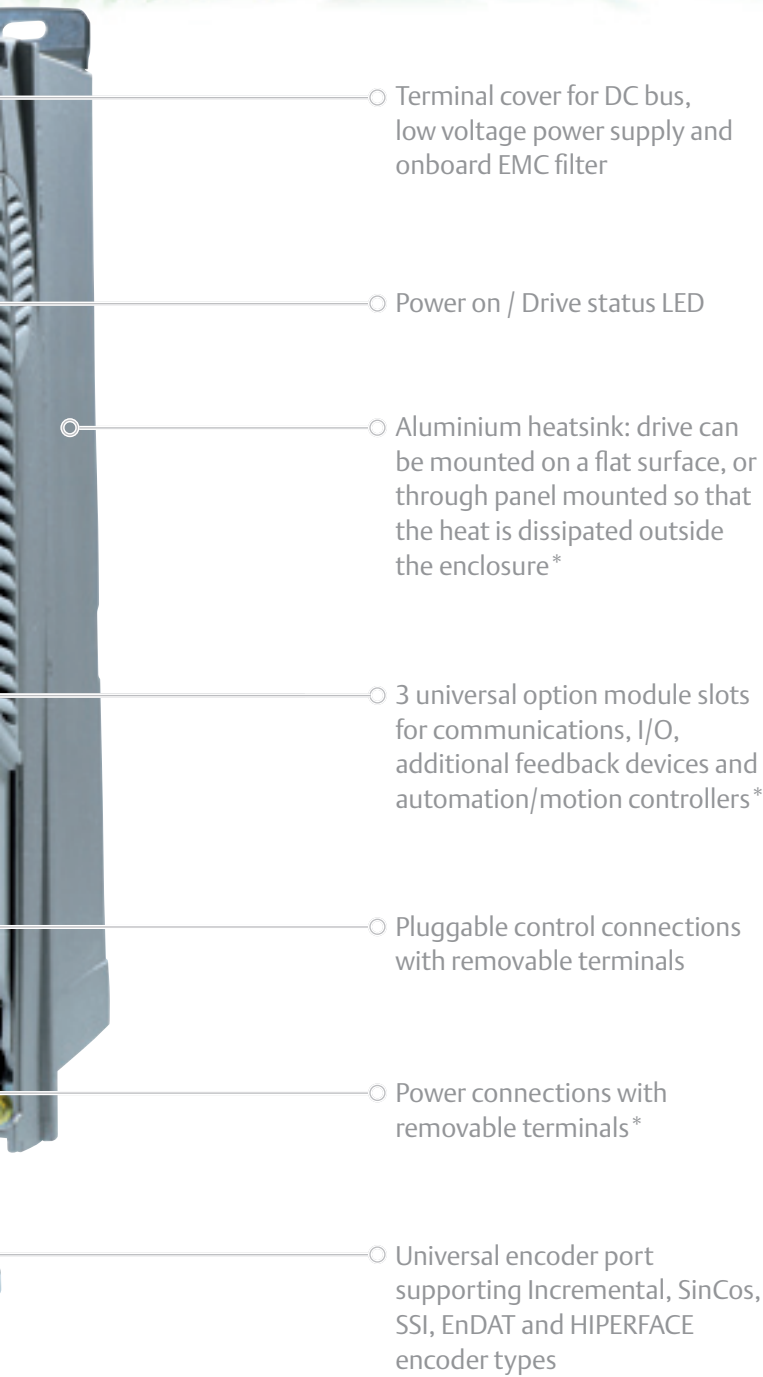 Terminal cover for DC bus,
low voltage power supply and
onboard EMC filter
Power on / Drive status LED
Aluminium heatsink: drive can
be mounted on a flat surface, or
through panel mounted so that
the heat is dissipated outside
the enclosure*
3 universal option module slots
for communications, I/O,
additional feedback devices and
automation/motion controllers*
Pluggable control connections
with removable terminals
Power connections with
removable terminals*
Universal encoder port
supporting Incremental, SinCos,
SSI, EnDAT and HIPERFACE
encoder types